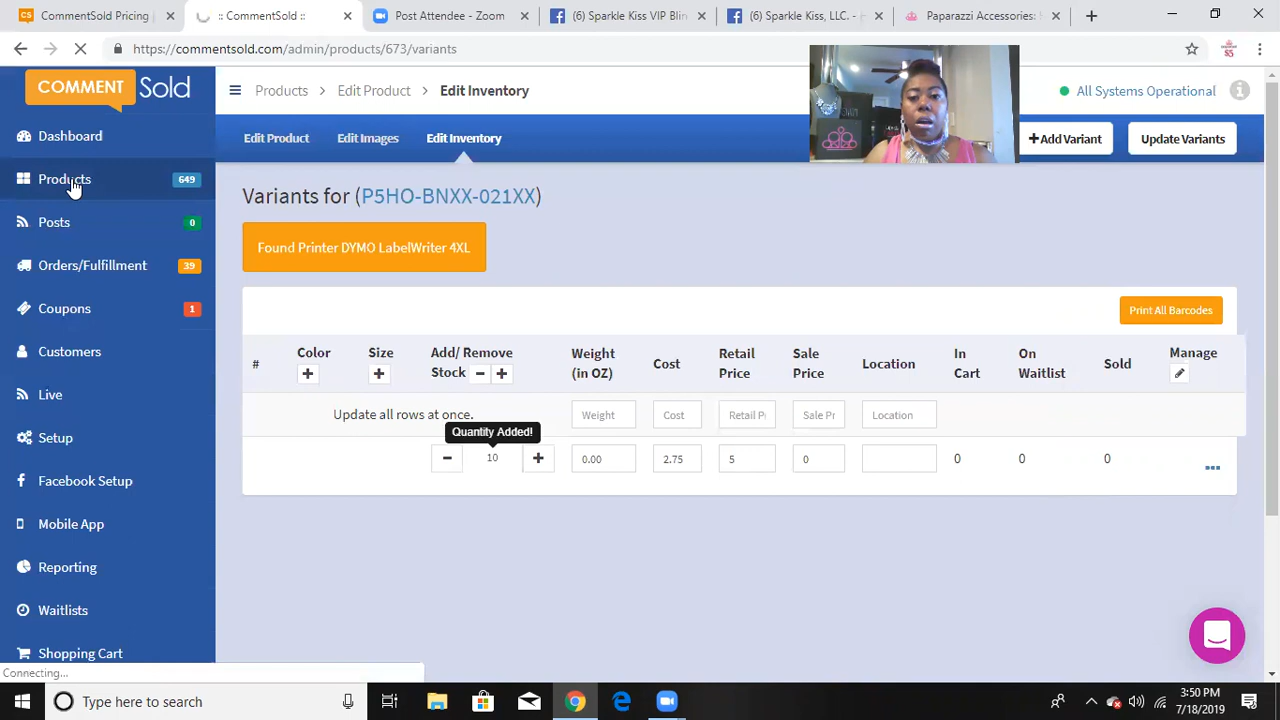 CommentSold Pricing |
:: CommentSold ::
Post Attendee - Zoom
(6) Sparkle Kiss VIP Blin
(6) Sparkle Kiss, LLC. -
Paparazzi Accessories: S
https://commentsold.com/admin/products/673/variants
COMMENT Sold
Products > Edit Product > Edit Inventory
All Systems Operational
Edit Product
Edit Images
Edit Inventory
+Add Variant
Update Variants
Dashboard
Products 649
Posts 0
Orders/Fulfillment 39
Coupons 1
Customers
Live
Setup
Facebook Setup
Mobile App
Reporting
Waitlists
Shopping Cart
Variants for (P5HO-BNXX-021XX)
Found Printer DYMO LabelWriter 4XL
Print All Barcodes
# Color Size Add/ Remove Stock Weight (in OZ) Cost Retail Price Sale Price Location In Cart On Waitlist Sold Manage
Update all rows at once. Weight Cost Retail Pr Sale Pr Location
Quantity Added!
10 0.00 2.75 5 0 0 0 0
Connecting...
Type here to search
3:50 PM
7/18/2019